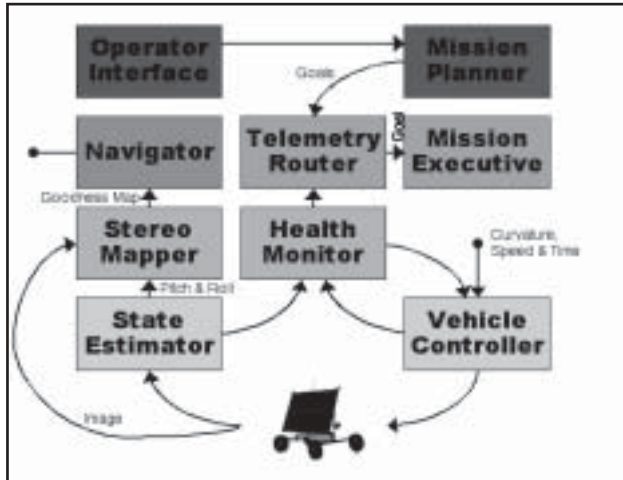 Operator
Interface
Mission
Planner
Goals
Navigator
Telemetry
Router
Goal
Mission
Executive
Goodness Map
Stereo
Mapper
Health
Monitor
Curvature,
Speed & Time
Pitch & Roll
State
Estimator
Vehicle
Controller
Image